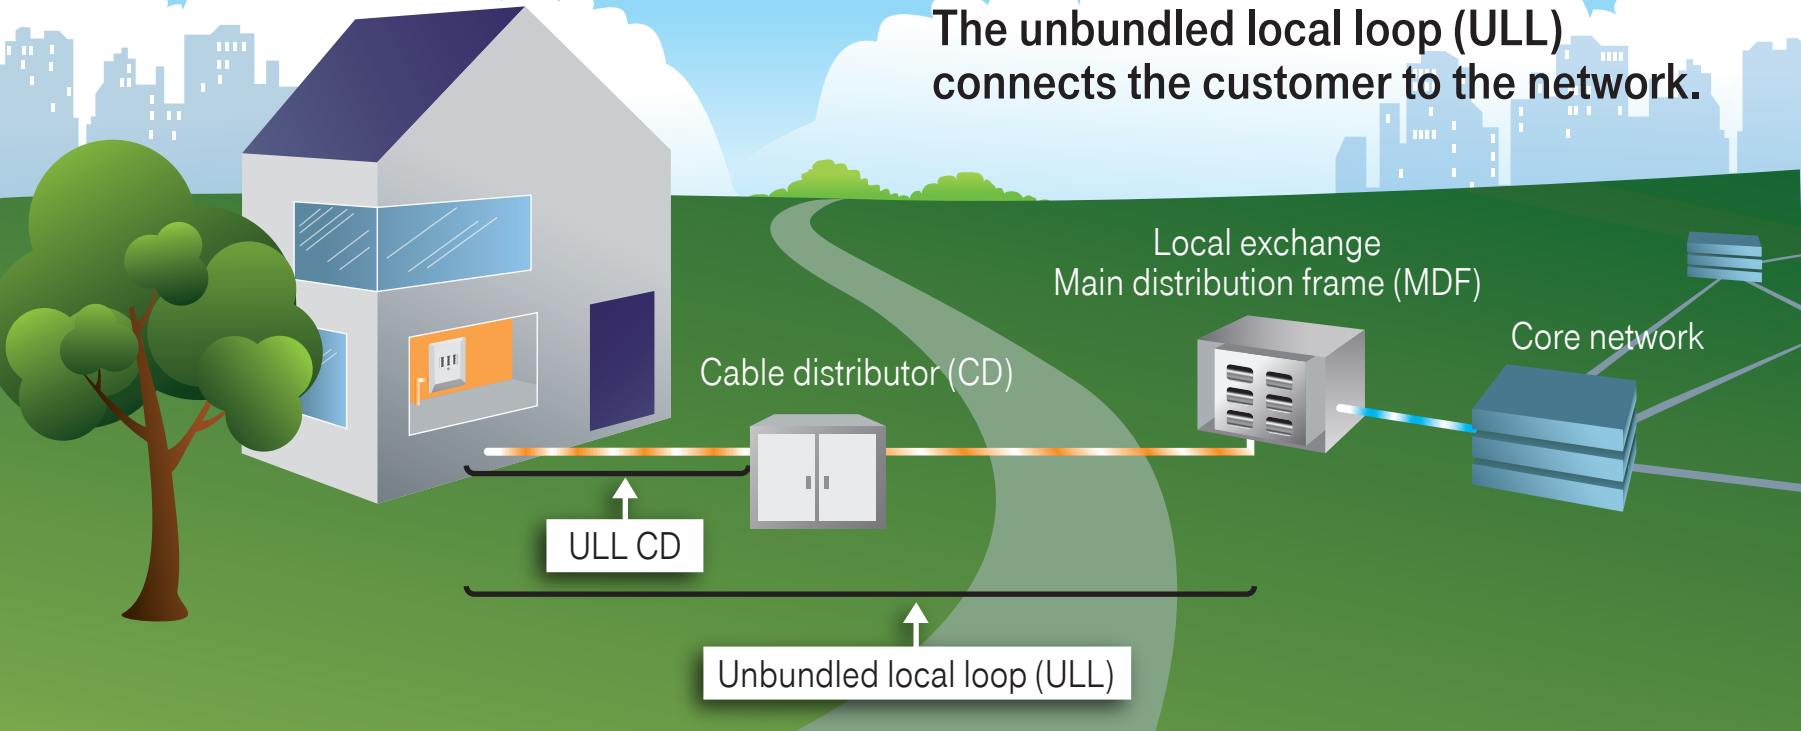 The unbundled local loop (ULL)
connects the customer to the network.
Local exchange
Main distribution frame (MDF)
Core network
Cable distributor (CD)
ULL CD
Unbundled local loop (ULL)